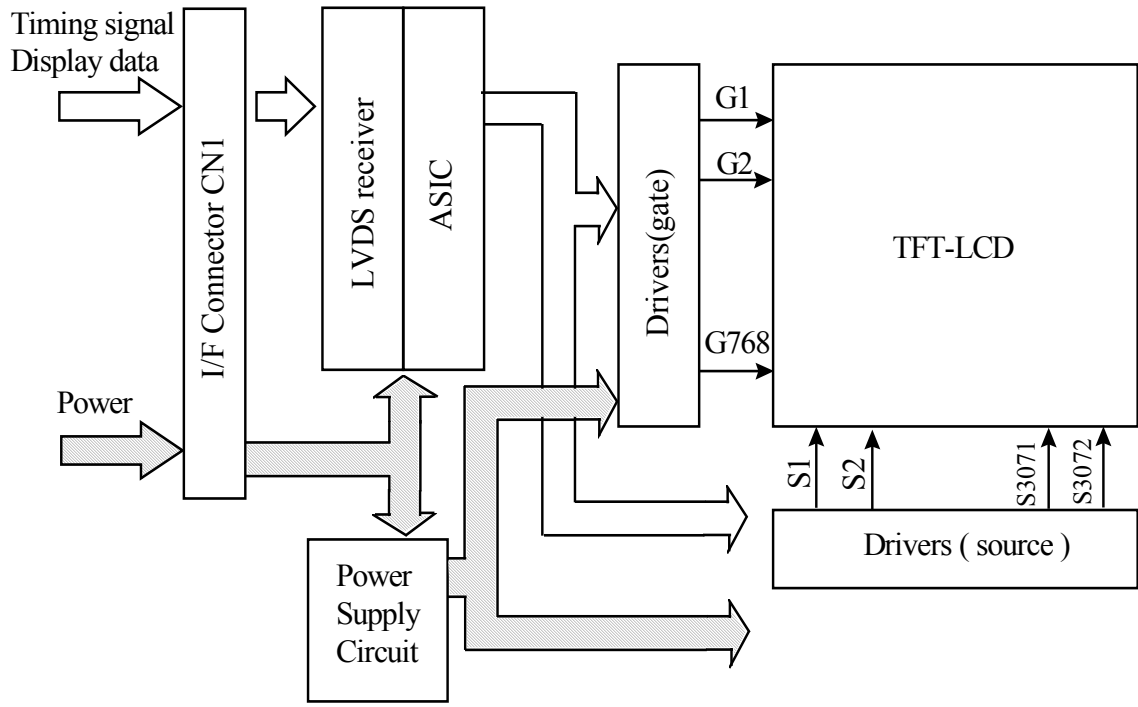 Timing signal
Display data
Power
I/F Connector CN1
LVDS receiver
ASIC
Power
Supply
Circuit
Drivers(gate)
G1
G2
G768
TFT-LCD
S1
S2
S3071
S3072
Drivers ( source )